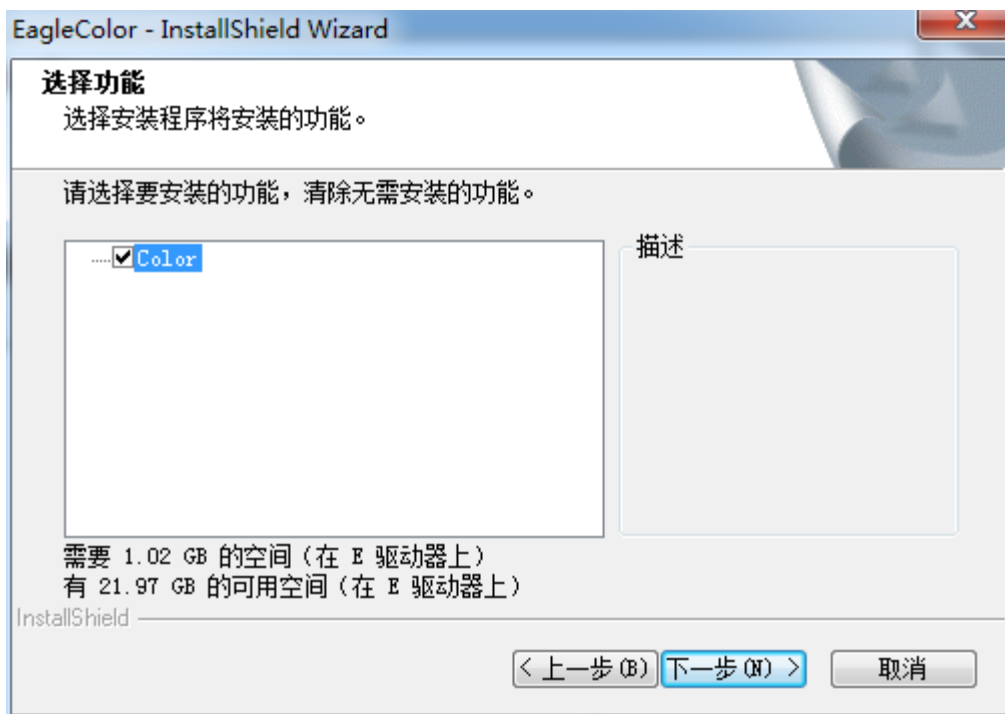 EagleColor - InstallShield Wizard
选择功能
选择安装程序将安装的功能。
请选择要安装的功能，清除无需安装的功能。
Color
描述
需要 1.02 GB 的空间（在 E 驱动器上）
有 21.97 GB 的可用空间（在 E 驱动器上）
InstallShield
< 上一步(B) 下一步(N) > 取消